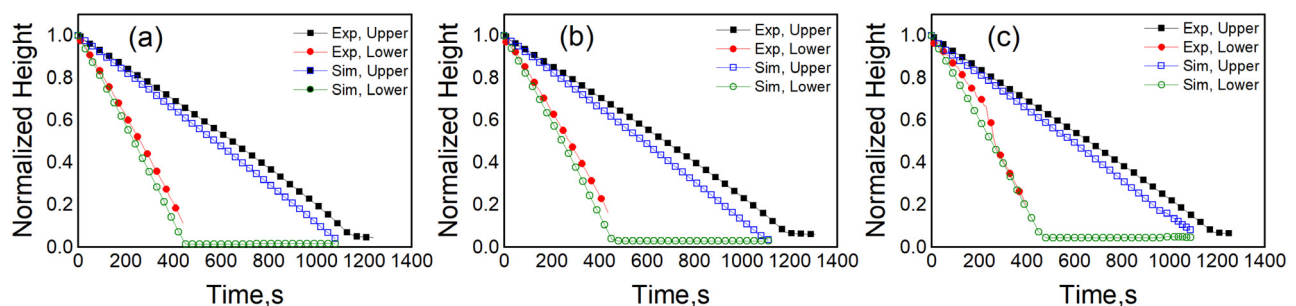 (a)
Exp, Upper
Exp, Lower
Sim, Upper
Sim, Lower
Normalized Height
1.0
0.8
0.6
0.4
0.2
0.0
0 200 400 600 800 1000 1200 1400
Time,s
(b)
Exp, Upper
Exp, Lower
Sim, Upper
Sim, Lower
Normalized Height
1.0
0.8
0.6
0.4
0.2
0.0
0 200 400 600 800 1000 1200 1400
Time,s
(c)
Exp, Upper
Exp, Lower
Sim, Upper
Sim, Lower
Normalized Height
1.0
0.8
0.6
0.4
0.2
0.0
0 200 400 600 800 1000 1200 1400
Time,s